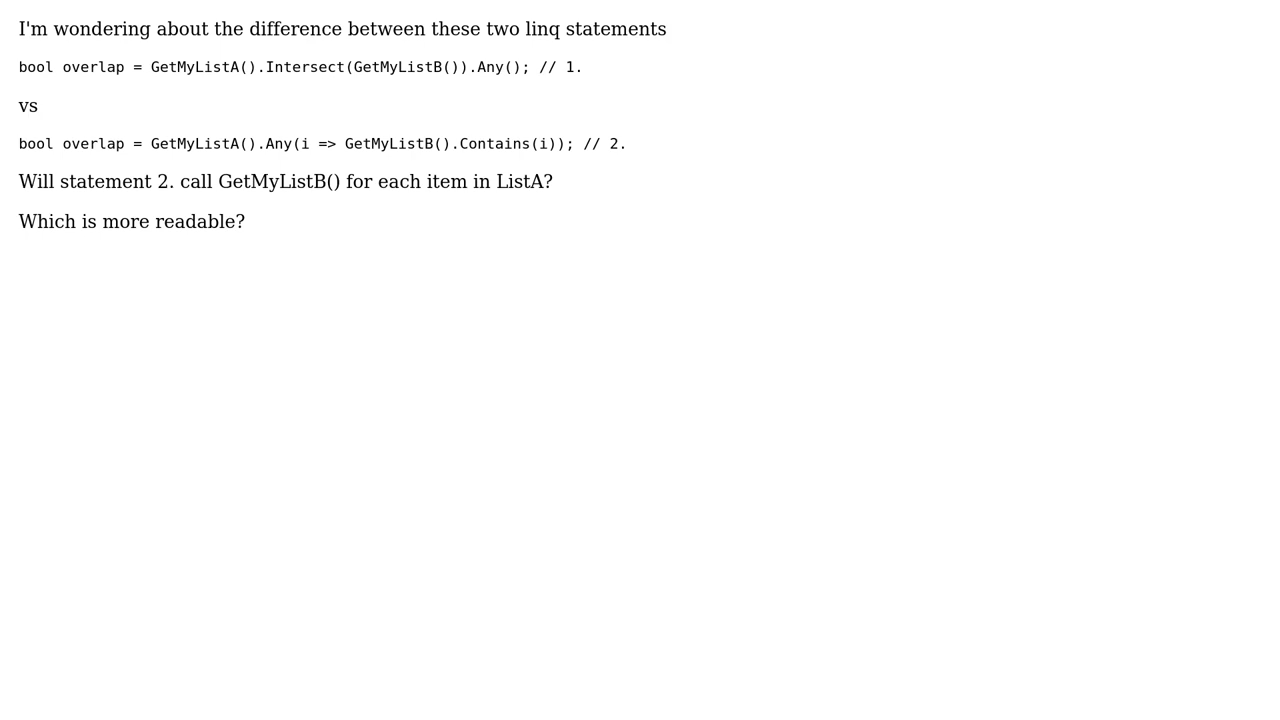 I'm wondering about the difference between these two linq statements
bool overlap = GetMyListA().Intersect(GetMyListB()).Any(); // 1.
vs
bool overlap = GetMyListA().Any(i => GetMyListB().Contains(i)); // 2.
Will statement 2. call GetMyListB() for each item in ListA?
Which is more readable?